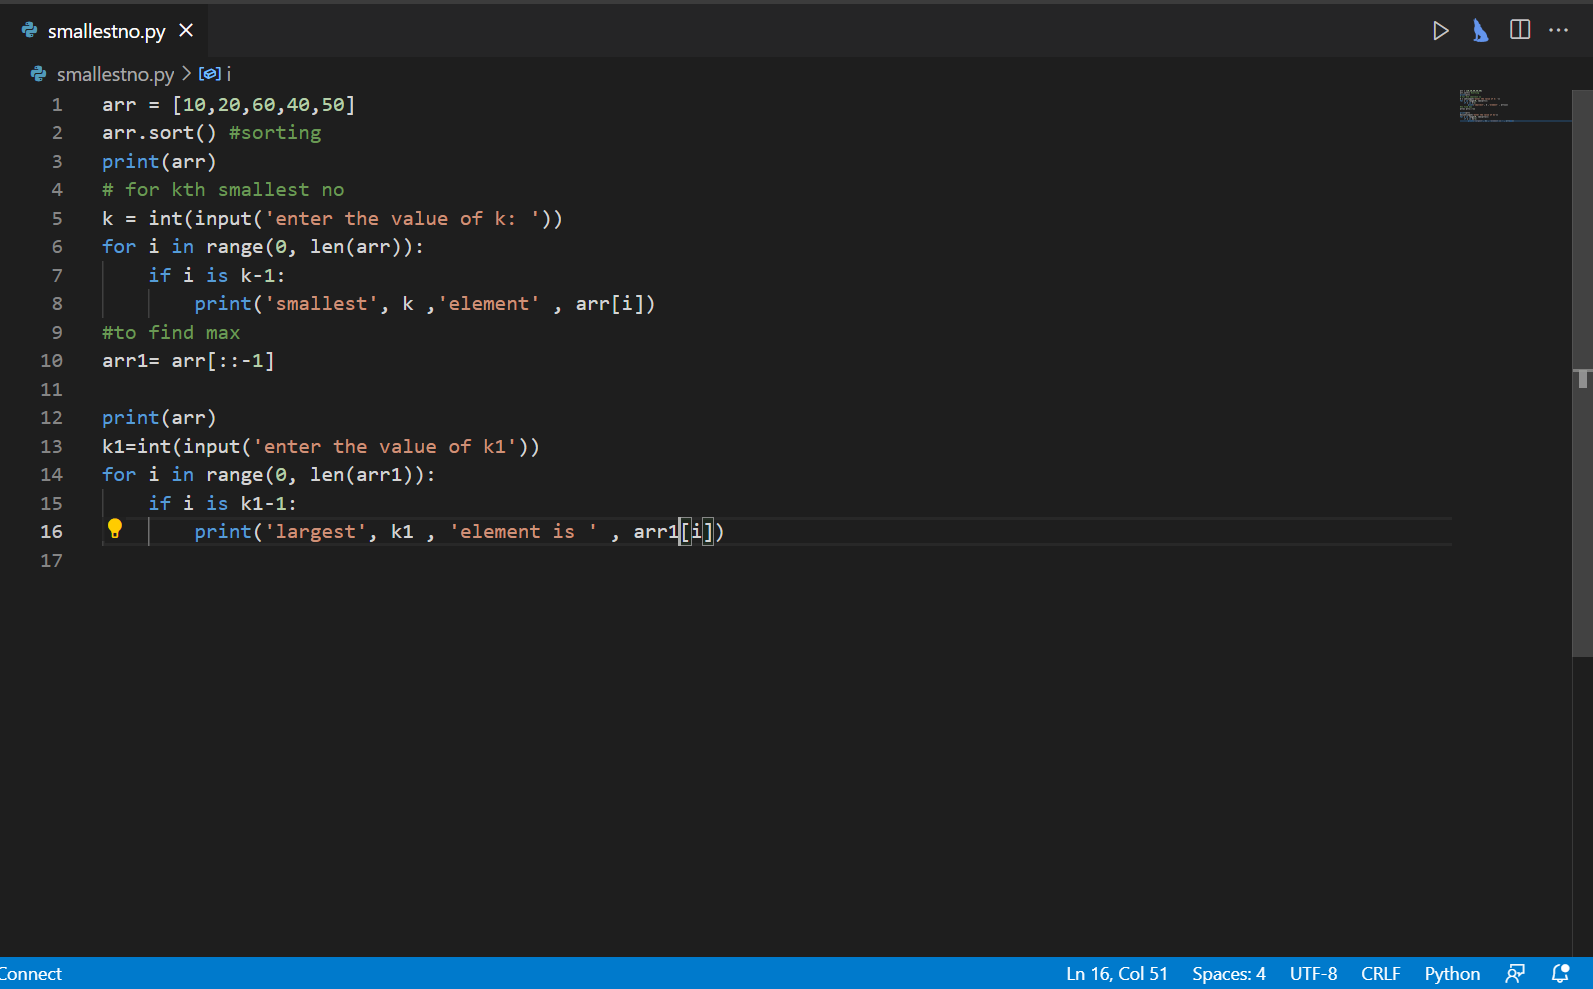 smallestno.py
smallestno.py > i
1 arr = [10,20,60,40,50]
2 arr.sort() #sorting
3 print(arr)
4 # for kth smallest no
5 k = int(input('enter the value of k: '))
6 for i in range(0, len(arr)):
7     if i is k-1:
8         print('smallest', k ,'element' , arr[i])
9 #to find max
10 arr1= arr[::-1]
11
12 print(arr)
13 k1=int(input('enter the value of k1'))
14 for i in range(0, len(arr1)):
15     if i is k1-1:
16         print('largest', k1 , 'element is ' , arr1[i])
17
Connect Ln 16, Col 51 Spaces: 4 UTF-8 CRLF Python